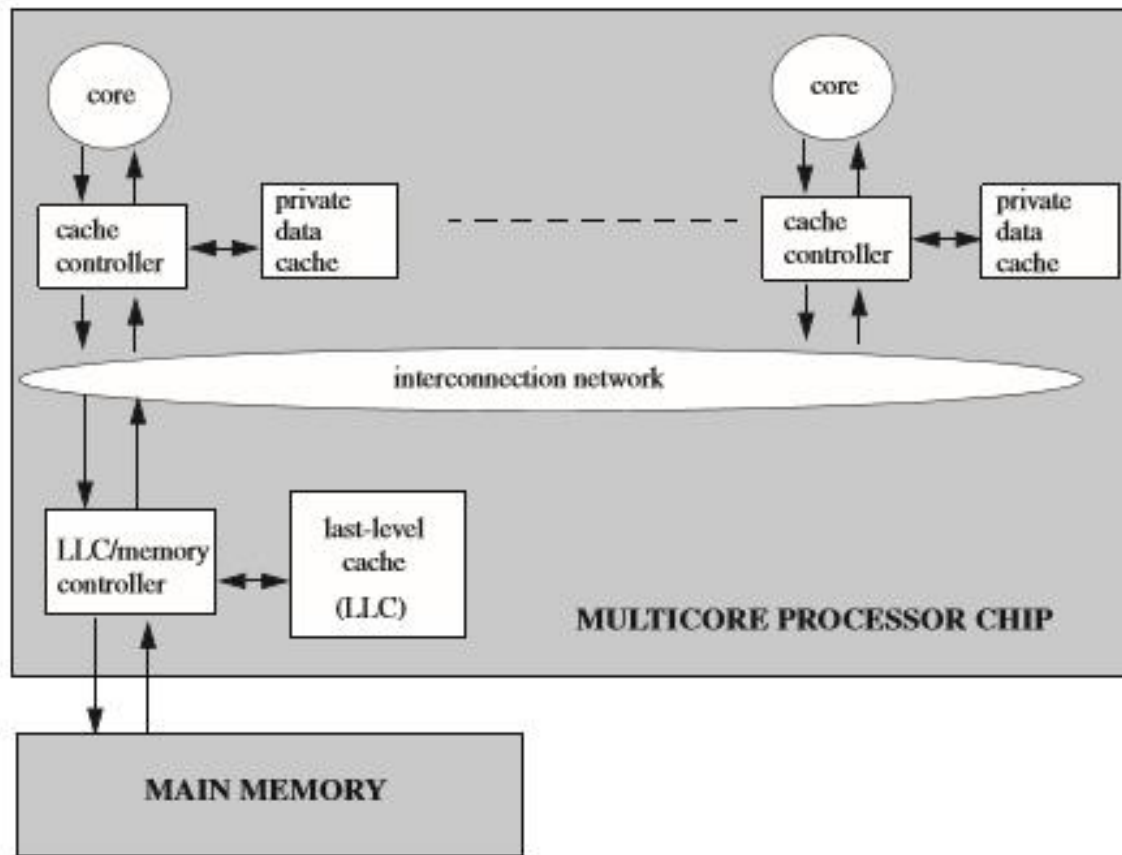 core
core
cache
controller
private
data
cache
cache
controller
private
data
cache
interconnection network
LLC/memory
controller
last-level
cache
(LLC)
MULTICORE PROCESSOR CHIP
MAIN MEMORY